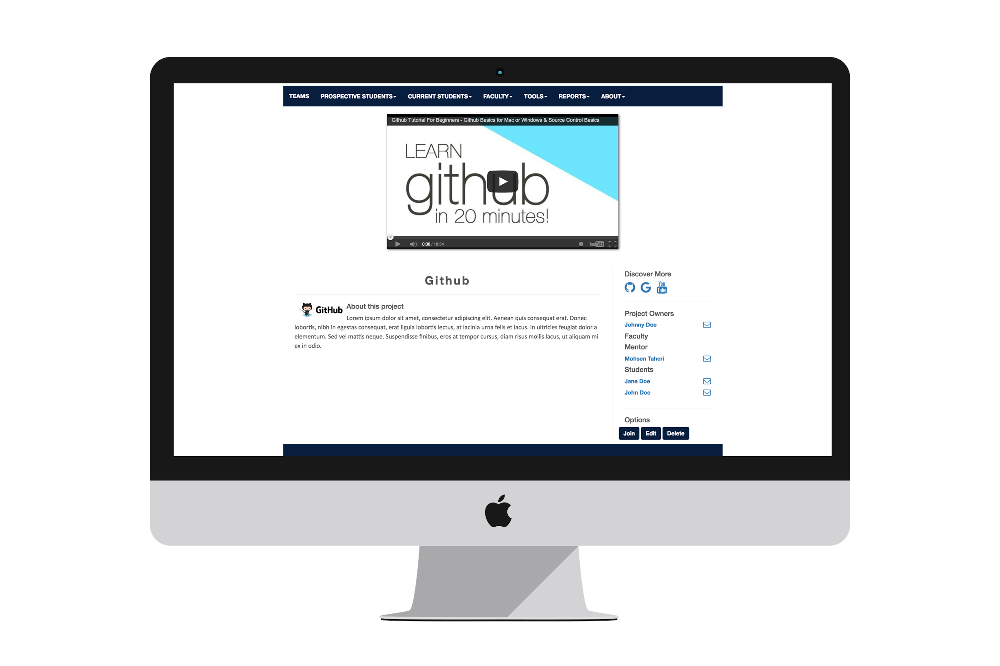 TEAMS PROSPECTIVE STUDENTS CURRENT STUDENTS FACULTY TOOLS REPORTS ABOUT
Github Tutorial For Beginners - Github Basics for Mac or Windows & Source Control Basics
LEARN
github
in 20 minutes!
0:00 / 18:54 YouTube
Github
GitHub
About this project
Lorem ipsum dolor sit amet, consectetur adipiscing elit. Aenean quis consequat erat. Donec
lobortis, nibh in egestas consequat, erat ligula lobortis lectus, at lacinia urna felis et lacus. In ultricies feugiat dolor a
elementum. Sed vel mattis neque. Suspendisse finibus, eros at tempor cursus, diam risus mollis lacus, ut aliquam mi
ex in odio.
Discover More
G You
Tube
Project Owners
Johnny Doe
Faculty
Mentor
Mohsen Taheri
Students
Jane Doe
John Doe
Options
Join Edit Delete